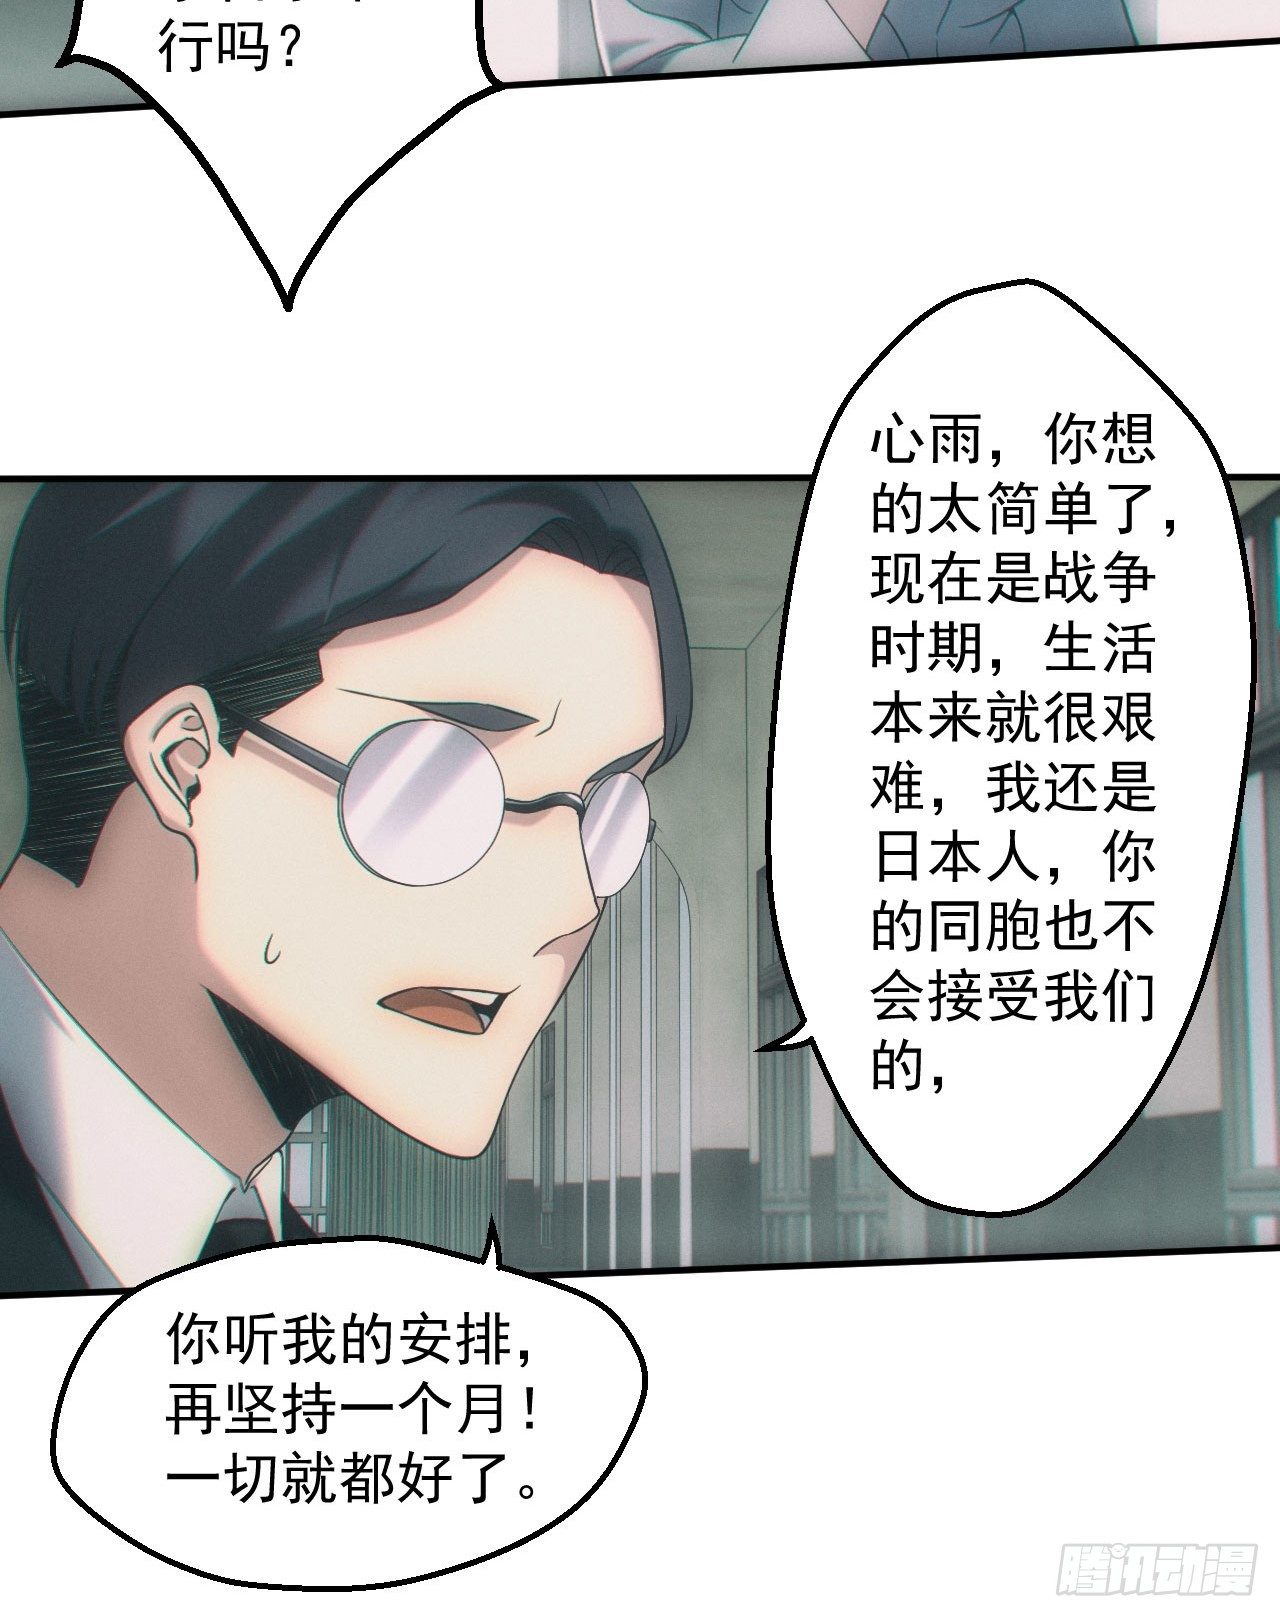 行吗？
心雨，你想
的太简单了，
现在是战争
时期，生活
本来就很艰
难，我还是
日本人，你
的同胞也不
会接受我们
的，
你听我的安排，
再坚持一个月！
一切就都好了。
腾讯动漫